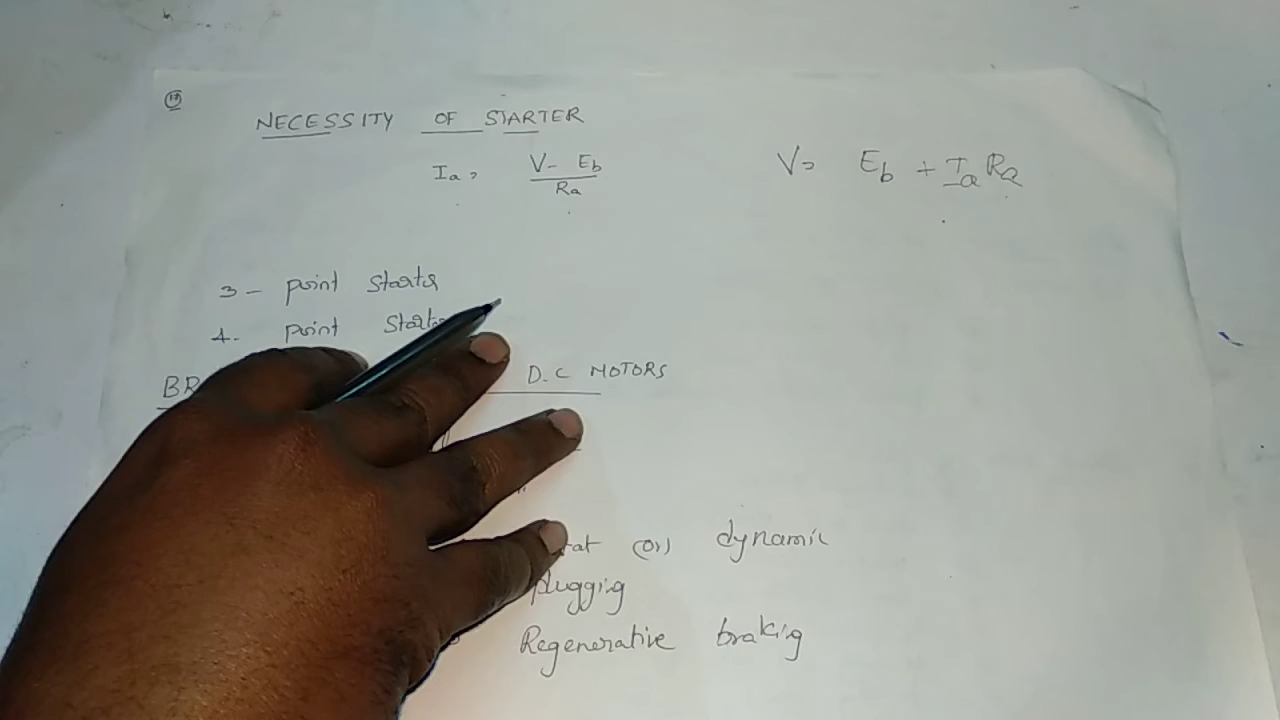 17
NECESSITY OF STARTER
Ia = V - Eb / Ra
V = Eb + Ia Ra
3 - point starter
4 - point
D.C MOTORS
(or) dynamic
plugging
Regenerative braking